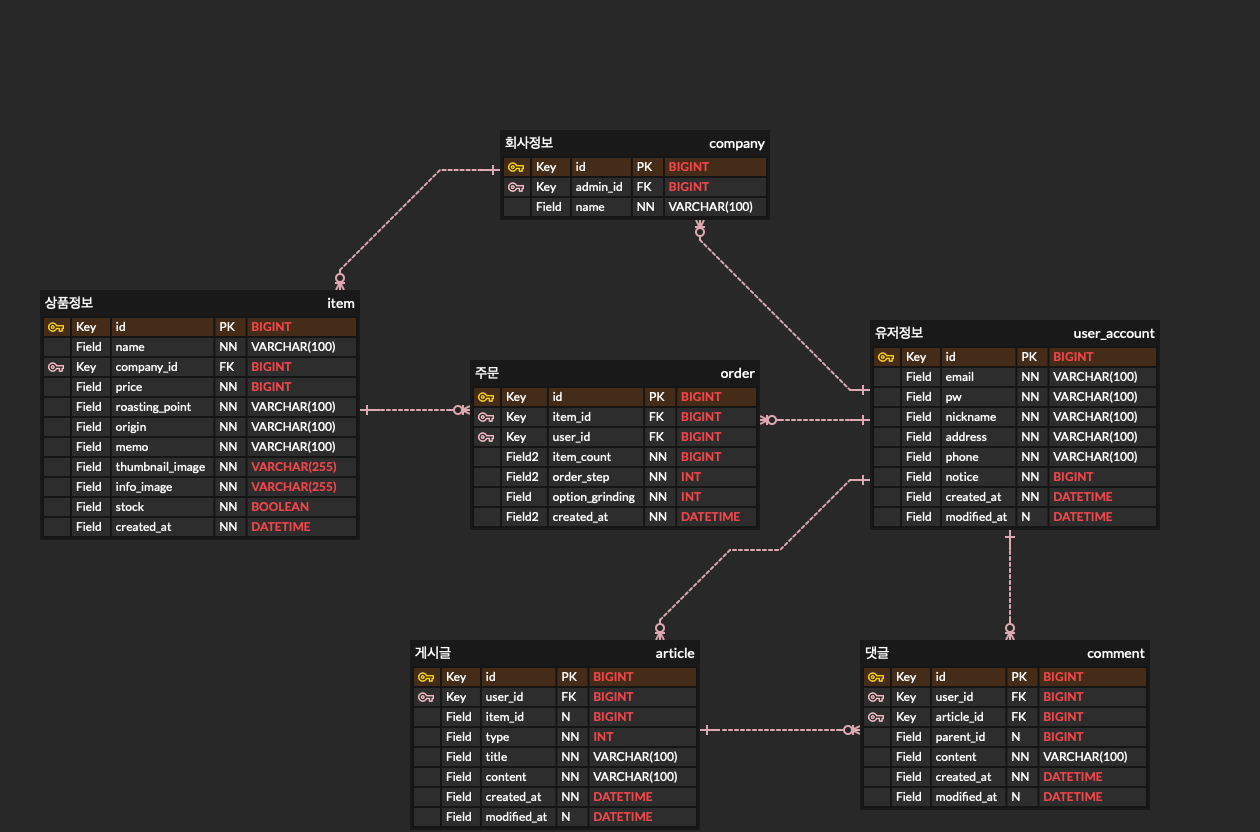 회사정보 company
Key id PK BIGINT
Key admin_id FK BIGINT
Field name NN VARCHAR(100)
상품정보 item
Key id PK BIGINT
Field name NN VARCHAR(100)
Key company_id FK BIGINT
Field price NN BIGINT
Field roasting_point NN VARCHAR(100)
Field origin NN VARCHAR(100)
Field memo NN VARCHAR(100)
Field thumbnail_image NN VARCHAR(255)
Field info_image NN VARCHAR(255)
Field stock NN BOOLEAN
Field created_at NN DATETIME
주문 order
Key id PK BIGINT
Key item_id FK BIGINT
Key user_id FK BIGINT
Field2 item_count NN BIGINT
Field2 order_step NN INT
Field option_grinding NN INT
Field2 created_at NN DATETIME
유저정보 user_account
Key id PK BIGINT
Field email NN VARCHAR(100)
Field pw NN VARCHAR(100)
Field nickname NN VARCHAR(100)
Field address NN VARCHAR(100)
Field phone NN VARCHAR(100)
Field notice NN BIGINT
Field created_at NN DATETIME
Field modified_at N DATETIME
게시글 article
Key id PK BIGINT
Key user_id FK BIGINT
Field item_id N BIGINT
Field type NN INT
Field title NN VARCHAR(100)
Field content NN VARCHAR(100)
Field created_at NN DATETIME
Field modified_at N DATETIME
댓글 comment
Key id PK BIGINT
Key user_id FK BIGINT
Key article_id FK BIGINT
Field parent_id N BIGINT
Field content NN VARCHAR(100)
Field created_at NN DATETIME
Field modified_at N DATETIME